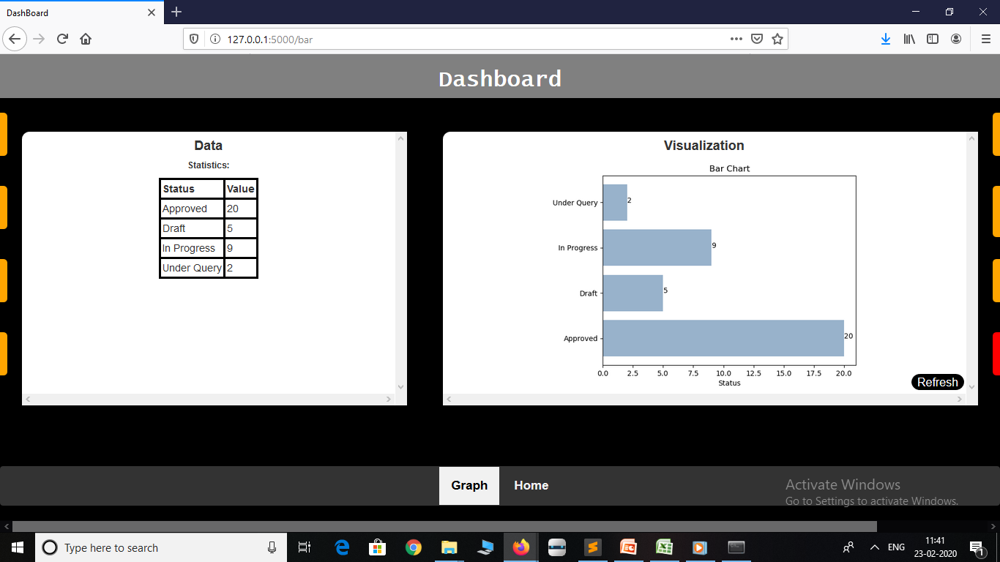 DashBoard
127.0.0.1:5000/bar
Dashboard
Data
Statistics:
Status Value
Approved 20
Draft 5
In Progress 9
Under Query 2
Visualization
Bar Chart
Under Query 2
In Progress 9
Draft 5
Approved 20
0.0 2.5 5.0 7.5 10.0 12.5 15.0 17.5 20.0
Status
Refresh
Graph Home
Activate Windows
Go to Settings to activate Windows.
Type here to search
ENG
11:41
23-02-2020
1